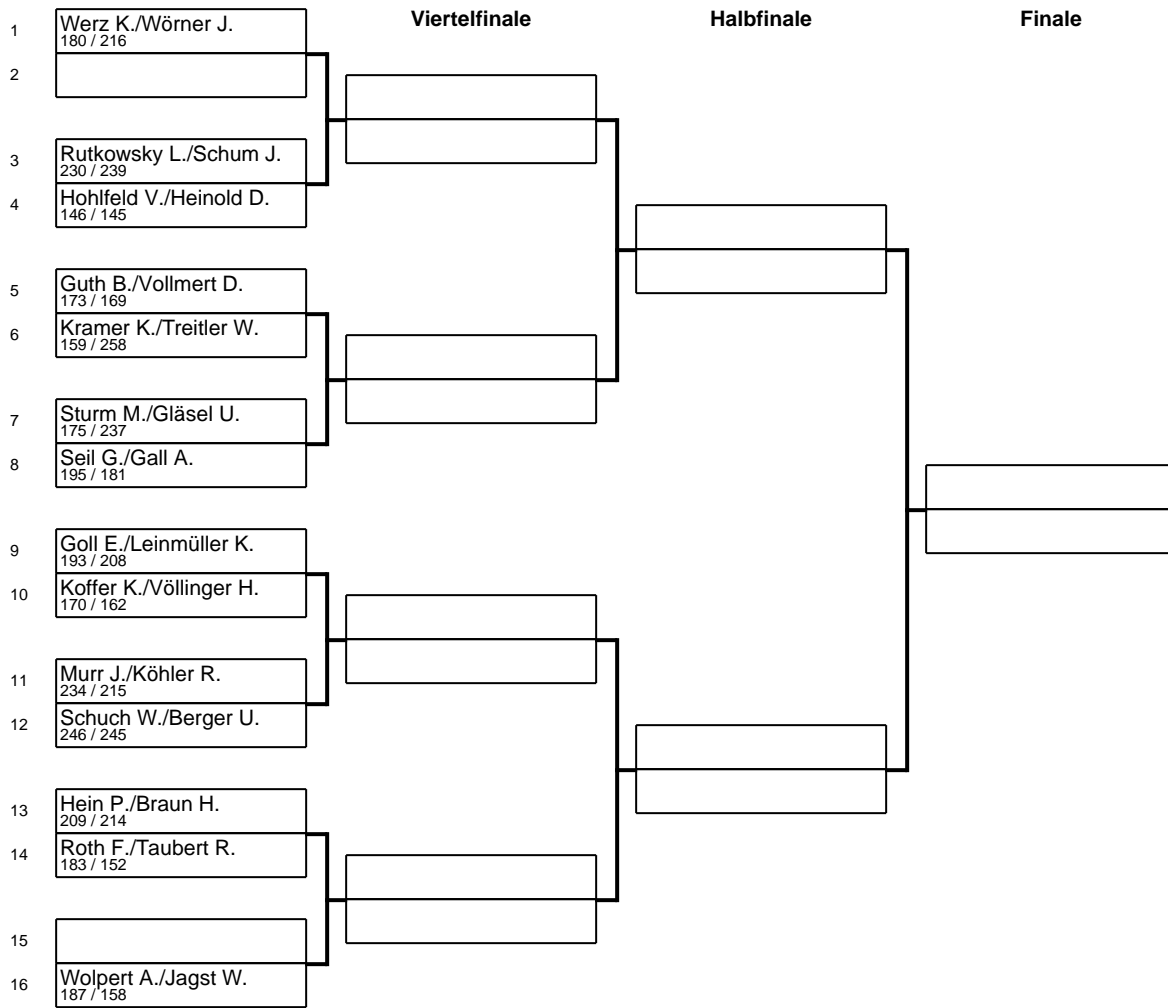 Viertelfinale
Halbfinale
Finale
1
Werz K./Wörner J.
180 / 216
2
3
Rutkowsky L./Schum J.
230 / 239
4
Hohlfeld V./Heinold D.
146 / 145
5
Guth B./Vollmert D.
173 / 169
6
Kramer K./Treitler W.
159 / 258
7
Sturm M./Gläsel U.
175 / 237
8
Seil G./Gall A.
195 / 181
9
Goll E./Leinmüller K.
193 / 208
10
Koffer K./Völlinger H.
170 / 162
11
Murr J./Köhler R.
234 / 215
12
Schuch W./Berger U.
246 / 245
13
Hein P./Braun H.
209 / 214
14
Roth F./Taubert R.
183 / 152
15
16
Wolpert A./Jagst W.
187 / 158